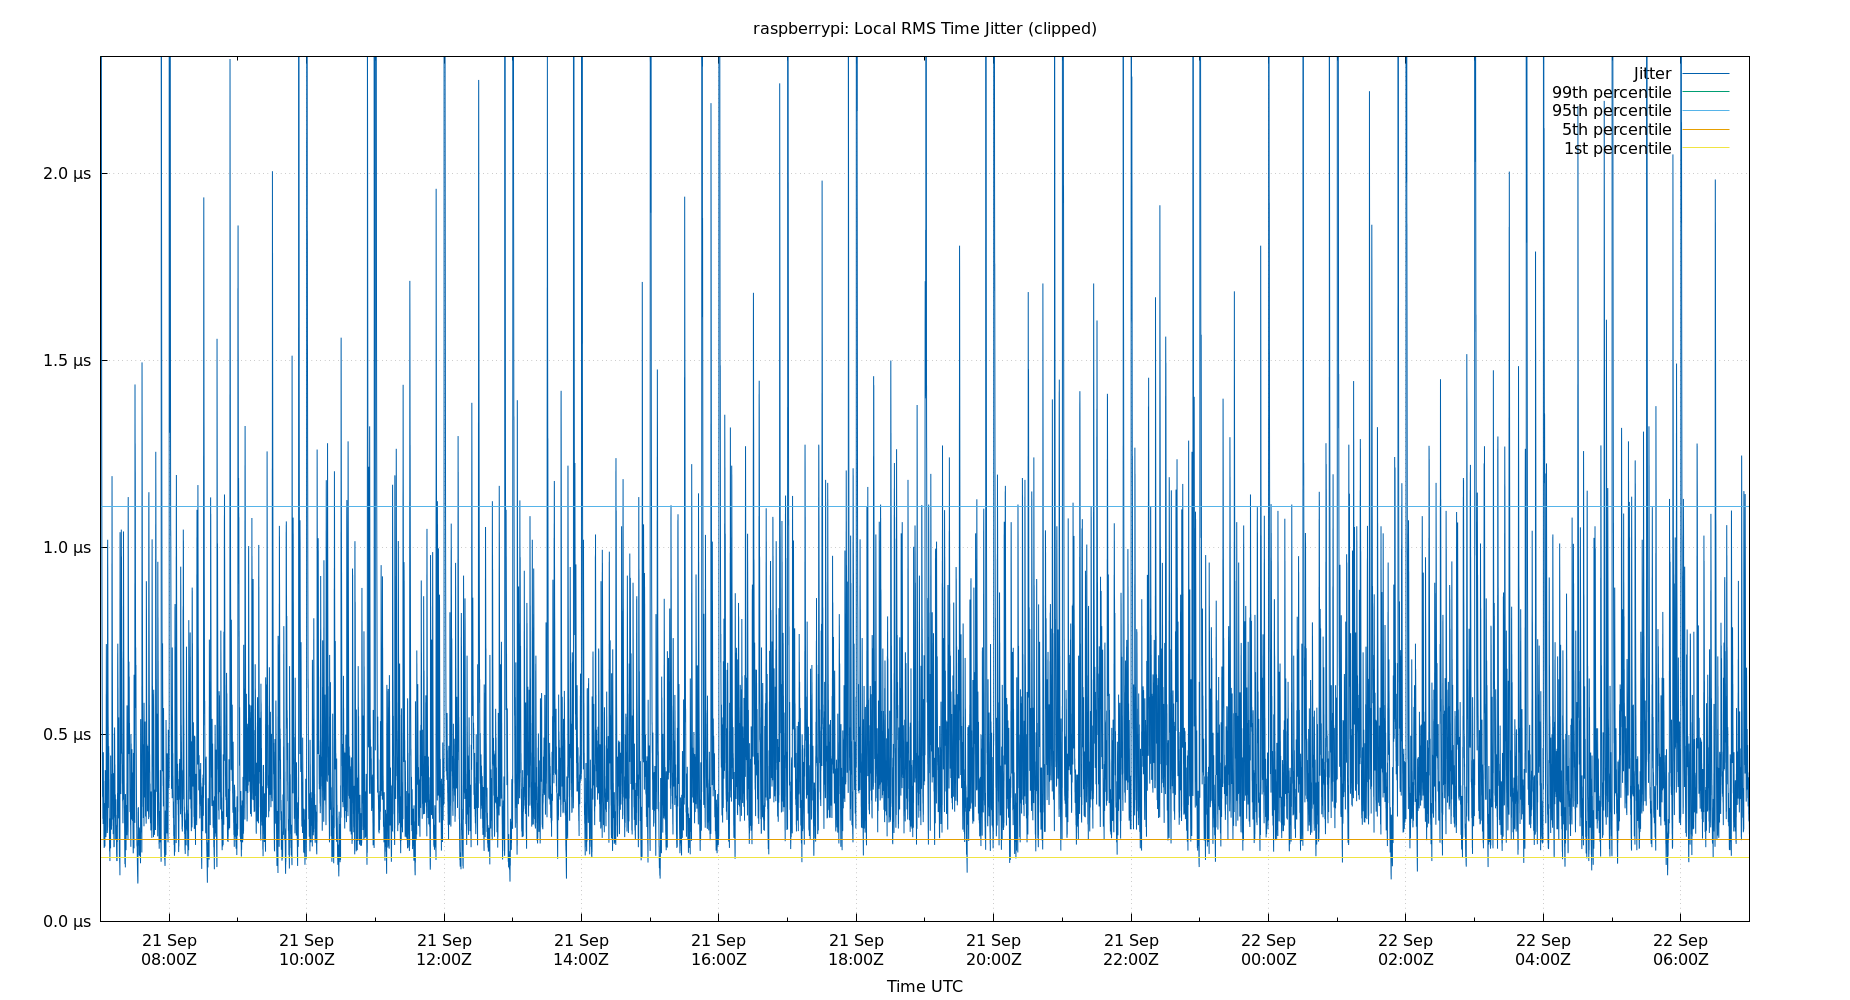 raspberrypi: Local RMS Time Jitter (clipped)
Jitter
99th percentile
95th percentile
5th percentile
1st percentile
2.0 µs
1.5 µs
1.0 µs
0.5 µs
0.0 µs
21 Sep 21 Sep 21 Sep 21 Sep 21 Sep 21 Sep 21 Sep 21 Sep 22 Sep 22 Sep 22 Sep 22 Sep
08:00Z 10:00Z 12:00Z 14:00Z 16:00Z 18:00Z 20:00Z 22:00Z 00:00Z 02:00Z 04:00Z 06:00Z
Time UTC